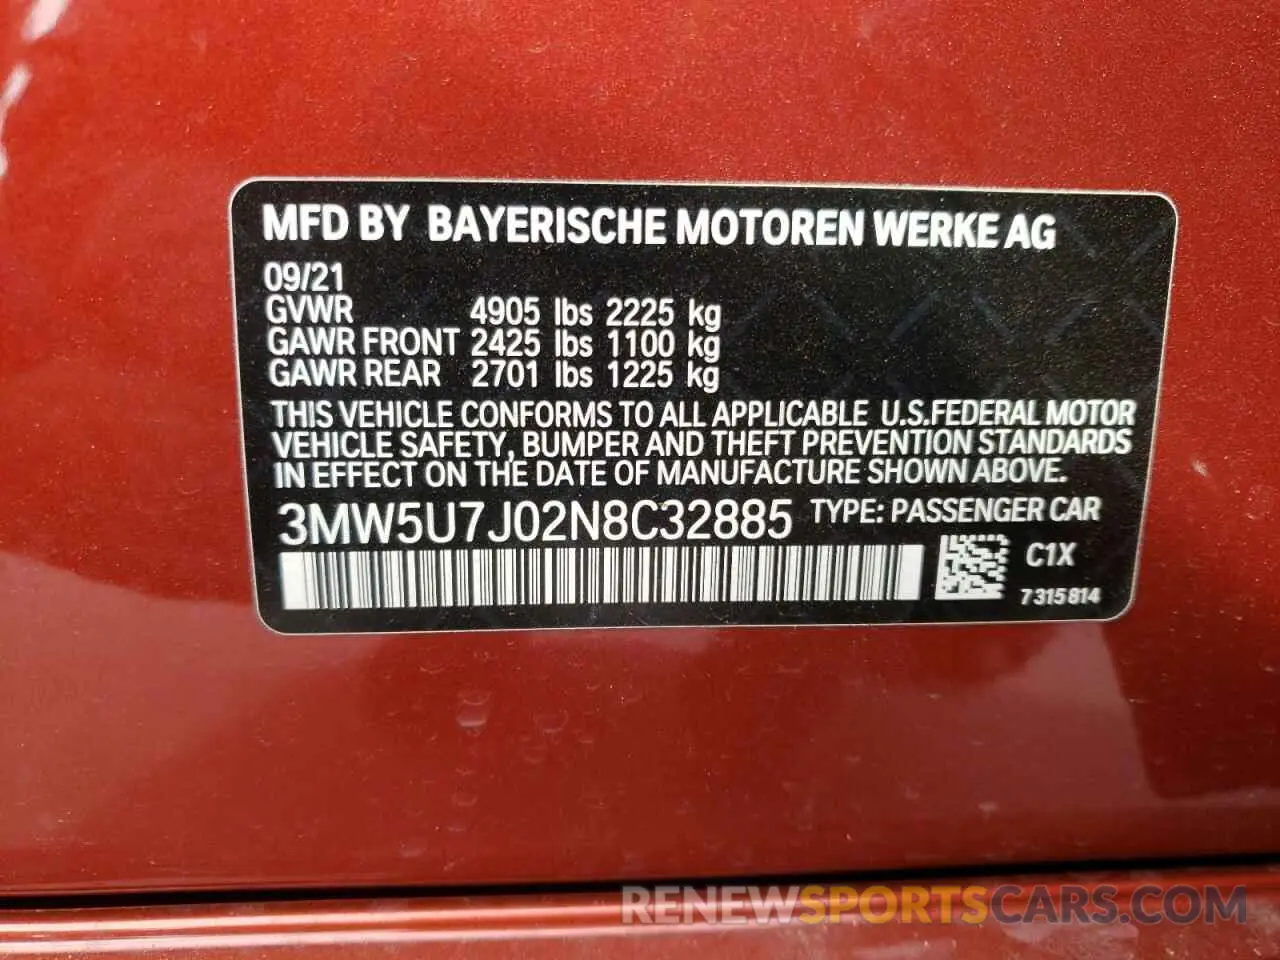 MFD BY BAYERISCHE MOTOREN WERKE AG
09/21
GVWR 4905 lbs 2225 kg
GAWR FRONT 2425 lbs 1100 kg
GAWR REAR 2701 lbs 1225 kg
THIS VEHICLE CONFORMS TO ALL APPLICABLE U.S.FEDERAL MOTOR
VEHICLE SAFETY, BUMPER AND THEFT PREVENTION STANDARDS
IN EFFECT ON THE DATE OF MANUFACTURE SHOWN ABOVE.
3MW5U7J02N8C32885 TYPE: PASSENGER CAR
C1X
7315814
RENEWSPORTSCARS.COM